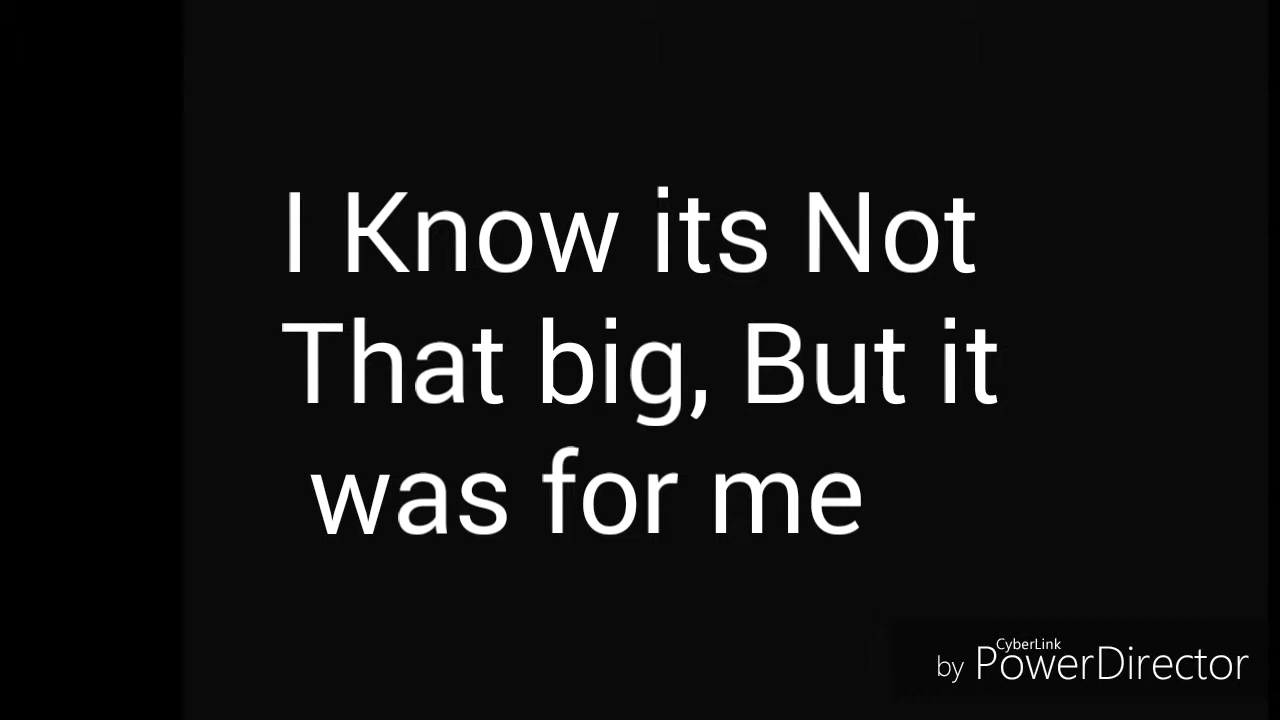 I Know its Not
That big, But it
was for me
CyberLink
by PowerDirector